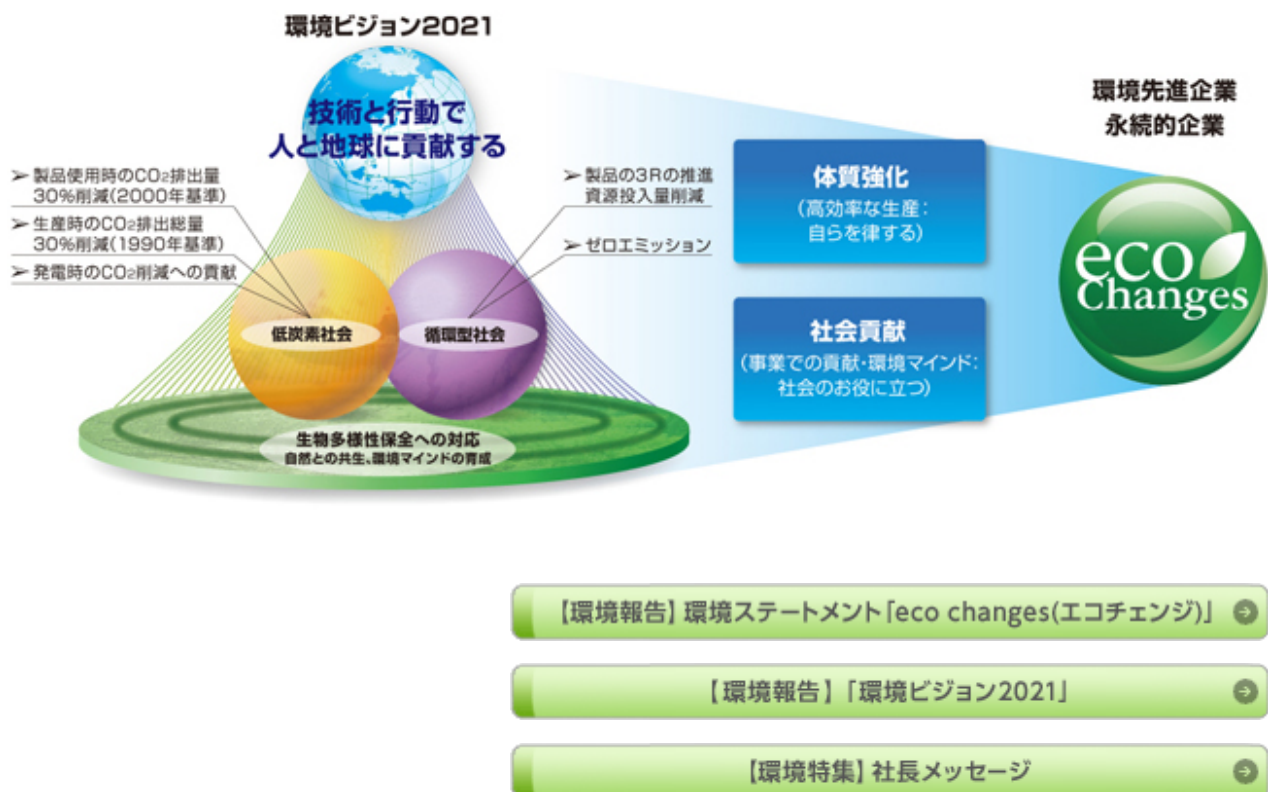 環境ビジョン2021
技術と行動で
人と地球に貢献する
➢ 製品使用時のCO₂排出量
30%削減(2000年基準)
➢ 生産時のCO₂排出総量
30%削減(1990年基準)
➢ 発電時のCO₂削減への貢献
➢ 製品の3Rの推進
資源投入量削減
➢ ゼロエミッション
低炭素社会
循環型社会
生物多様性保全への対応
自然との共生、環境マインドの育成
体質強化
(高効率な生産:
自らを律する)
社会貢献
(事業での貢献・環境マインド:
社会のお役に立つ)
環境先進企業
永続的企業
eco
Changes
【環境報告】環境ステートメント「eco changes(エコチェンジ)」
【環境報告】「環境ビジョン2021」
【環境特集】社長メッセージ